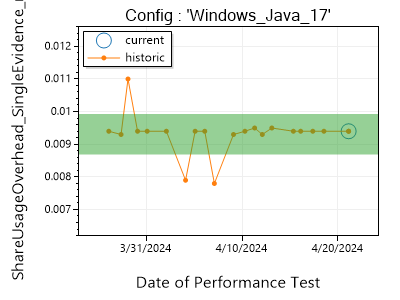 Config : 'Windows_Java_17'
current
historic
0.012
0.011
0.01
0.009
0.008
0.007
3/31/2024
4/10/2024
4/20/2024
Date of Performance Test
ShareUsageOverhead_SingleEvidence_